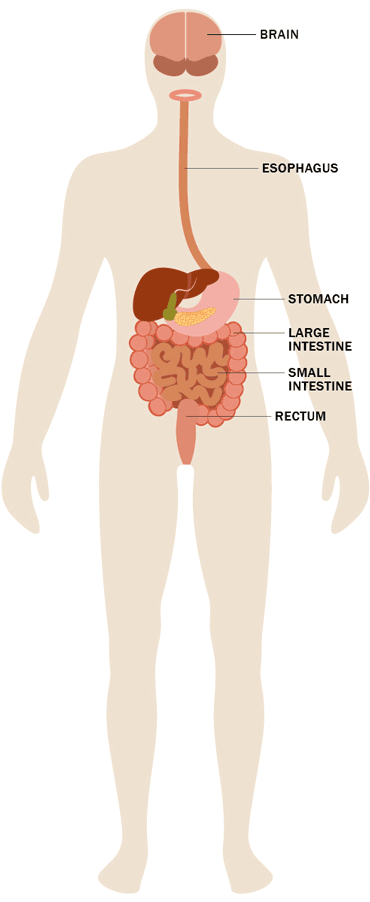 BRAIN
ESOPHAGUS
STOMACH
LARGE
INTESTINE
SMALL
INTESTINE
RECTUM